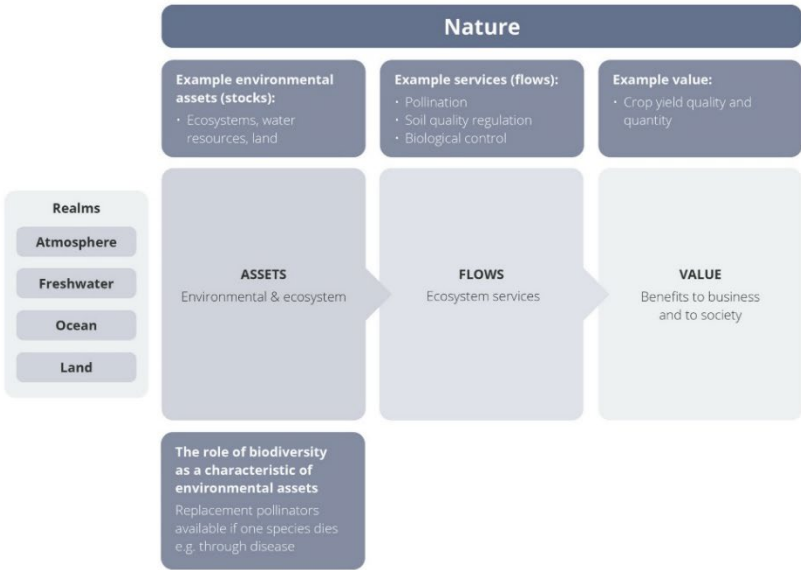 Nature
Example environmental
assets (stocks):
• Ecosystems, water
resources, land
Example services (flows):
• Pollination
• Soil quality regulation
• Biological control
Example value:
• Crop yield quality and
quantity
Realms
Atmosphere
Freshwater
Ocean
Land
ASSETS
Environmental & ecosystem
FLOWS
Ecosystem services
VALUE
Benefits to business
and to society
The role of biodiversity
as a characteristic of
environmental assets
Replacement pollinators
available if one species dies
e.g. through disease